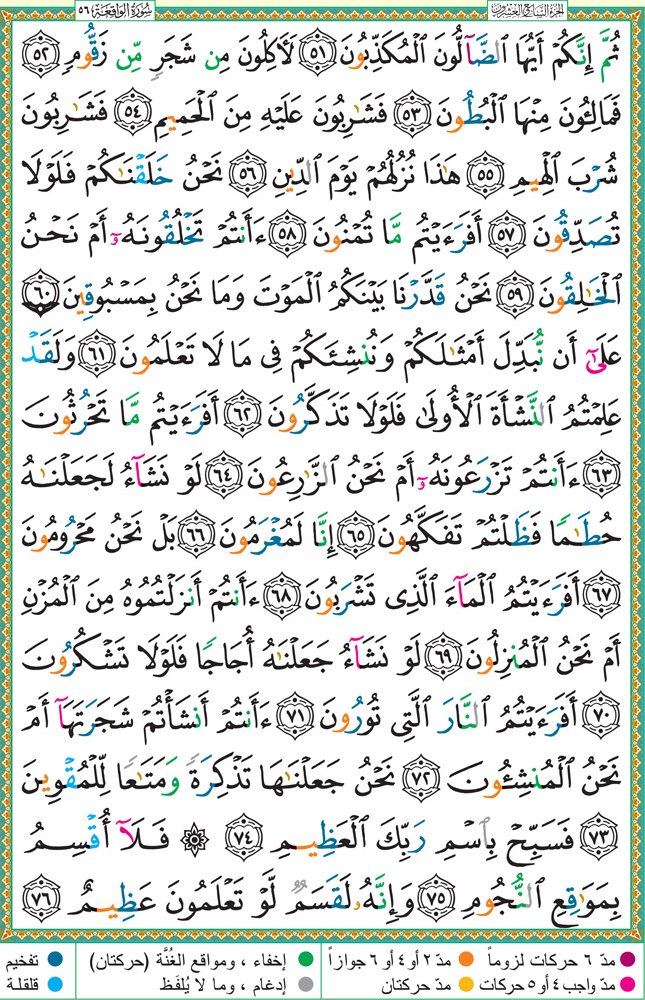 الجزء السابع والعشرون
سُورَةُ الوَاقِعَةِ ٥٦
ثُمَّ إِنَّكُمْ أَيُّهَا ٱلضَّآلُّونَ ٱلْمُكَذِّبُونَ ٥١ لَـَٔاكِلُونَ مِن شَجَرٍ مِّن زَقُّومٍ ٥٢
فَمَالِـُٔونَ مِنْهَا ٱلْبُطُونَ ٥٣ فَشَـٰرِبُونَ عَلَيْهِ مِنَ ٱلْحَمِيمِ ٥٤ فَشَـٰرِبُونَ
شُرْبَ ٱلْهِيمِ ٥٥ هَـٰذَا نُزُلُهُمْ يَوْمَ ٱلدِّينِ ٥٦ نَحْنُ خَلَقْنَـٰكُمْ فَلَوْلَا
تُصَدِّقُونَ ٥٧ أَفَرَءَيْتُم مَّا تُمْنُونَ ٥٨ ءَأَنتُمْ تَخْلُقُونَهُۥٓ أَمْ نَحْنُ
ٱلْخَـٰلِقُونَ ٥٩ نَحْنُ قَدَّرْنَا بَيْنَكُمُ ٱلْمَوْتَ وَمَا نَحْنُ بِمَسْبُوقِينَ ٦٠
عَلَىٰٓ أَن نُّبَدِّلَ أَمْثَـٰلَكُمْ وَنُنشِئَكُمْ فِى مَا لَا تَعْلَمُونَ ٦١ وَلَقَدْ
عَلِمْتُمُ ٱلنَّشْأَةَ ٱلْأُولَىٰ فَلَوْلَا تَذَكَّرُونَ ٦٢ أَفَرَءَيْتُم مَّا تَحْرُثُونَ
٦٣ ءَأَنتُمْ تَزْرَعُونَهُۥٓ أَمْ نَحْنُ ٱلزَّٰرِعُونَ ٦٤ لَوْ نَشَآءُ لَجَعَلْنَـٰهُ
حُطَـٰمًا فَظَلْتُمْ تَفَكَّهُونَ ٦٥ إِنَّا لَمُغْرَمُونَ ٦٦ بَلْ نَحْنُ مَحْرُومُونَ
٦٧ أَفَرَءَيْتُمُ ٱلْمَآءَ ٱلَّذِى تَشْرَبُونَ ٦٨ ءَأَنتُمْ أَنزَلْتُمُوهُ مِنَ ٱلْمُزْنِ
أَمْ نَحْنُ ٱلْمُنزِلُونَ ٦٩ لَوْ نَشَآءُ جَعَلْنَـٰهُ أُجَاجًا فَلَوْلَا تَشْكُرُونَ
٧٠ أَفَرَءَيْتُمُ ٱلنَّارَ ٱلَّتِى تُورُونَ ٧١ ءَأَنتُمْ أَنشَأْتُمْ شَجَرَتَهَآ أَمْ
نَحْنُ ٱلْمُنشِـُٔونَ ٧٢ نَحْنُ جَعَلْنَـٰهَا تَذْكِرَةً وَمَتَـٰعًا لِّلْمُقْوِينَ
٧٣ فَسَبِّحْ بِٱسْمِ رَبِّكَ ٱلْعَظِيمِ ٧٤ ۞ فَلَآ أُقْسِمُ
بِمَوَٰقِعِ ٱلنُّجُومِ ٧٥ وَإِنَّهُۥ لَقَسَمٌ لَّوْ تَعْلَمُونَ عَظِيمٌ ٧٦
مدّ ٦ حركات لزوماً مدّ ٢ أو ٤ أو ٦ جوازاً إخفاء ، ومواقع الغُنَّة (حركتان) تفخيم
مدّ واجب ٤ أو ٥ حركات مدّ حركتان إدغام ، وما لا يُلفَظ قلقلة